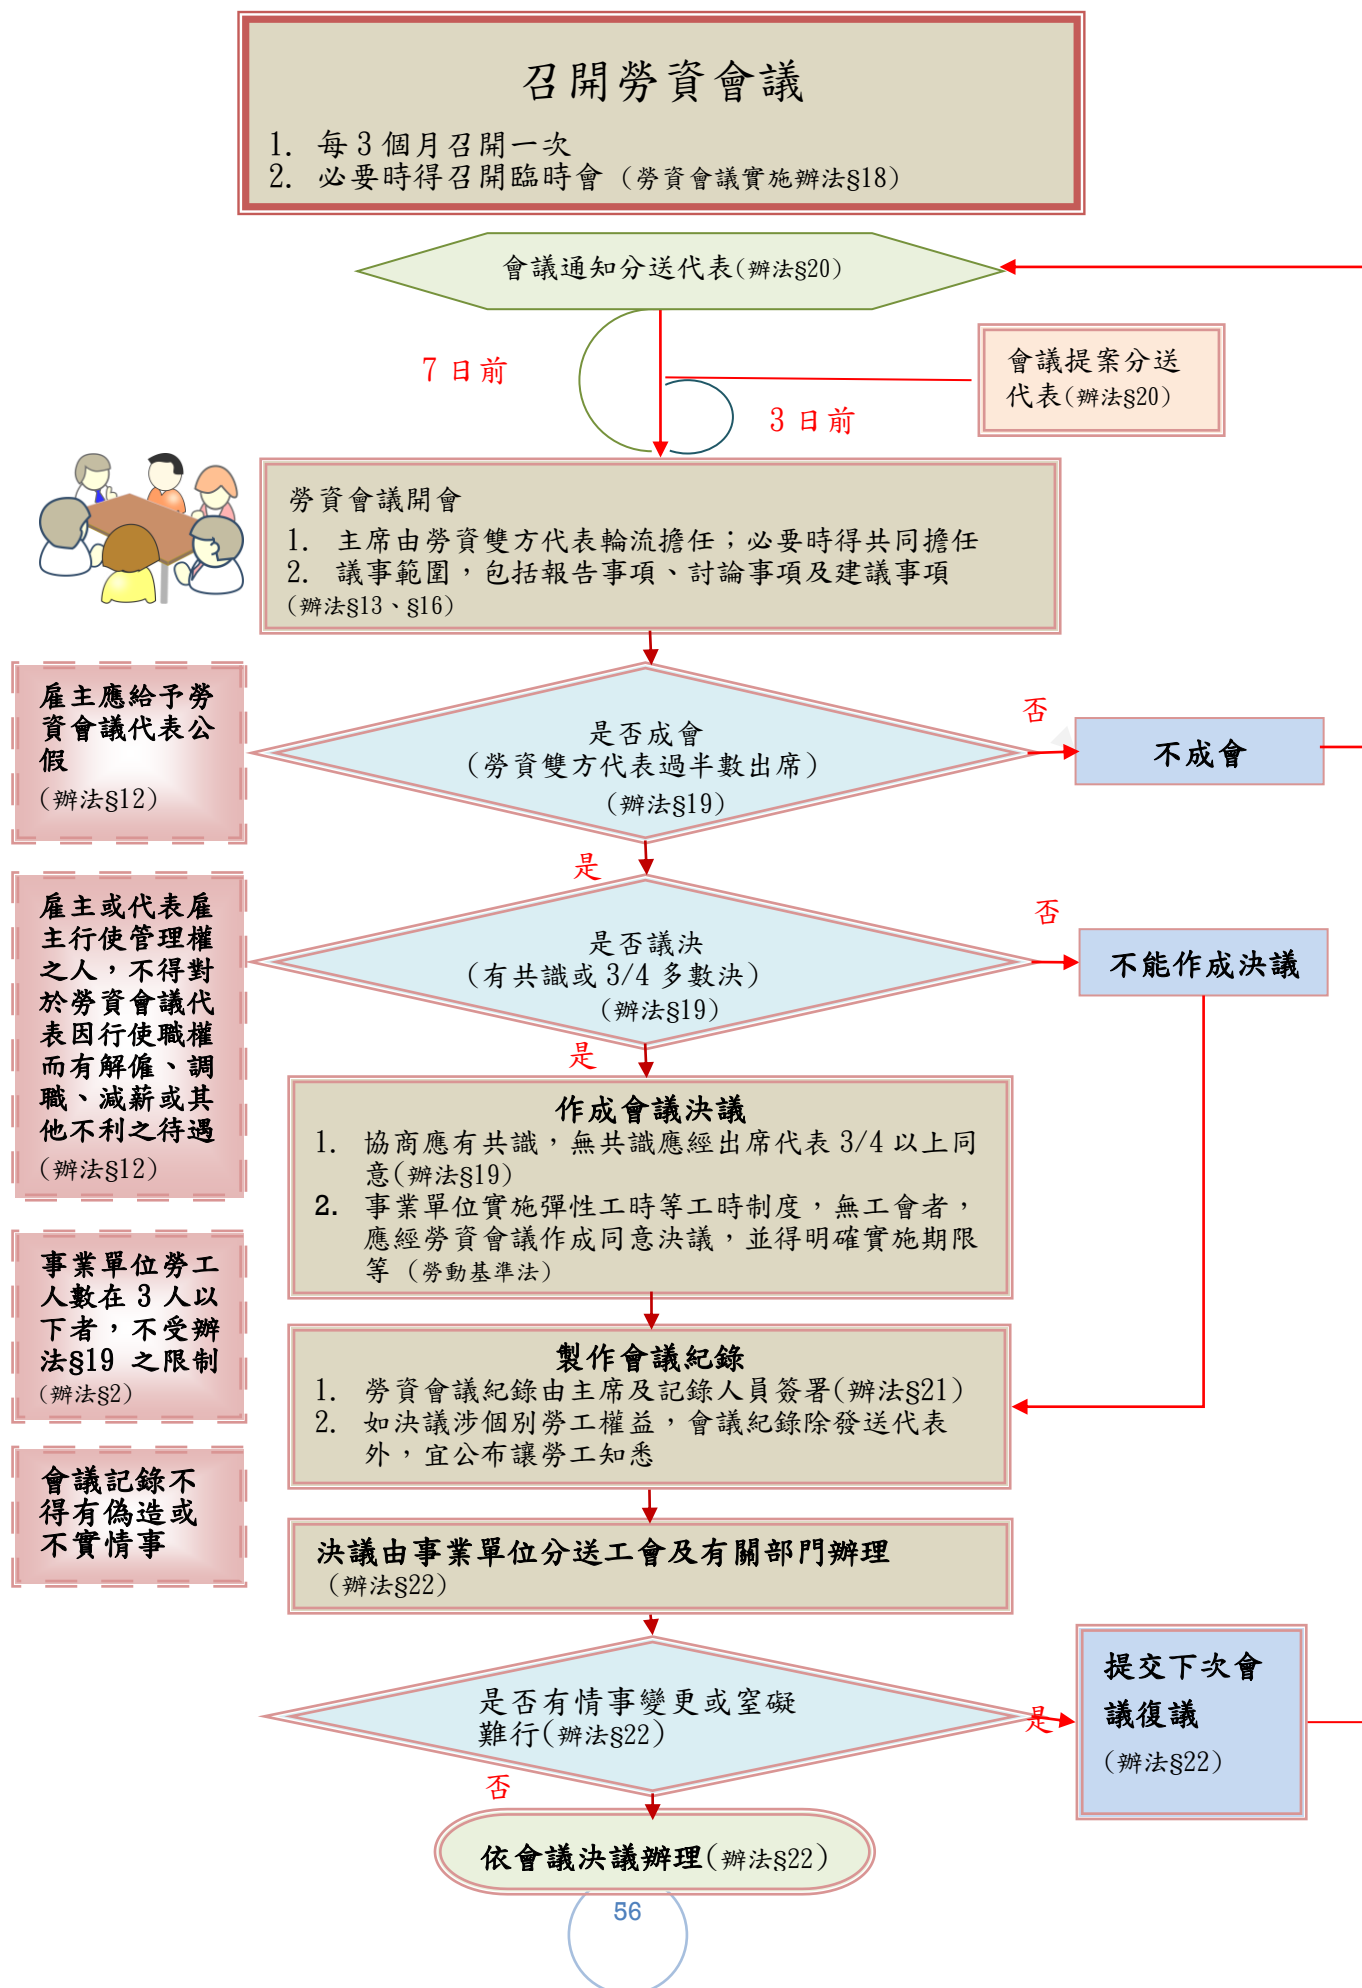 召開勞資會議
1. 每3個月召開一次
2. 必要時得召開臨時會（勞資會議實施辦法§18）
會議通知分送代表(辦法§20)
7日前
會議提案分送
代表(辦法§20)
3日前
勞資會議開會
1. 主席由勞資雙方代表輪流擔任；必要時得共同擔任
2. 議事範圍，包括報告事項、討論事項及建議事項
（辦法§13、§16）
雇主應給予勞
資會議代表公
假
（辦法§12）
是否成會
（勞資雙方代表過半數出席）
（辦法§19）
否
不成會
是
雇主或代表雇
主行使管理權
之人，不得對
於勞資會議代
表因行使職權
而有解僱、調
職、減薪或其
他不利之待遇
（辦法§12）
是否議決
（有共識或3/4多數決）
（辦法§19）
否
不能作成決議
是
作成會議決議
1. 協商應有共識，無共識應經出席代表3/4以上同
意(辦法§19)
2. 事業單位實施彈性工時等工時制度，無工會者，
應經勞資會議作成同意決議，並得明確實施期限
等（勞動基準法）
事業單位勞工
人數在3人以
下者，不受辦
法§19之限制
（辦法§2）
製作會議紀錄
1. 勞資會議紀錄由主席及記錄人員簽署(辦法§21)
2. 如決議涉個別勞工權益，會議紀錄除發送代表
外，宜公布讓勞工知悉
會議記錄不
得有偽造或
不實情事
決議由事業單位分送工會及有關部門辦理
（辦法§22）
是否有情事變更或窒礙
難行(辦法§22)
是
提交下次會
議復議
（辦法§22）
否
依會議決議辦理(辦法§22)
56